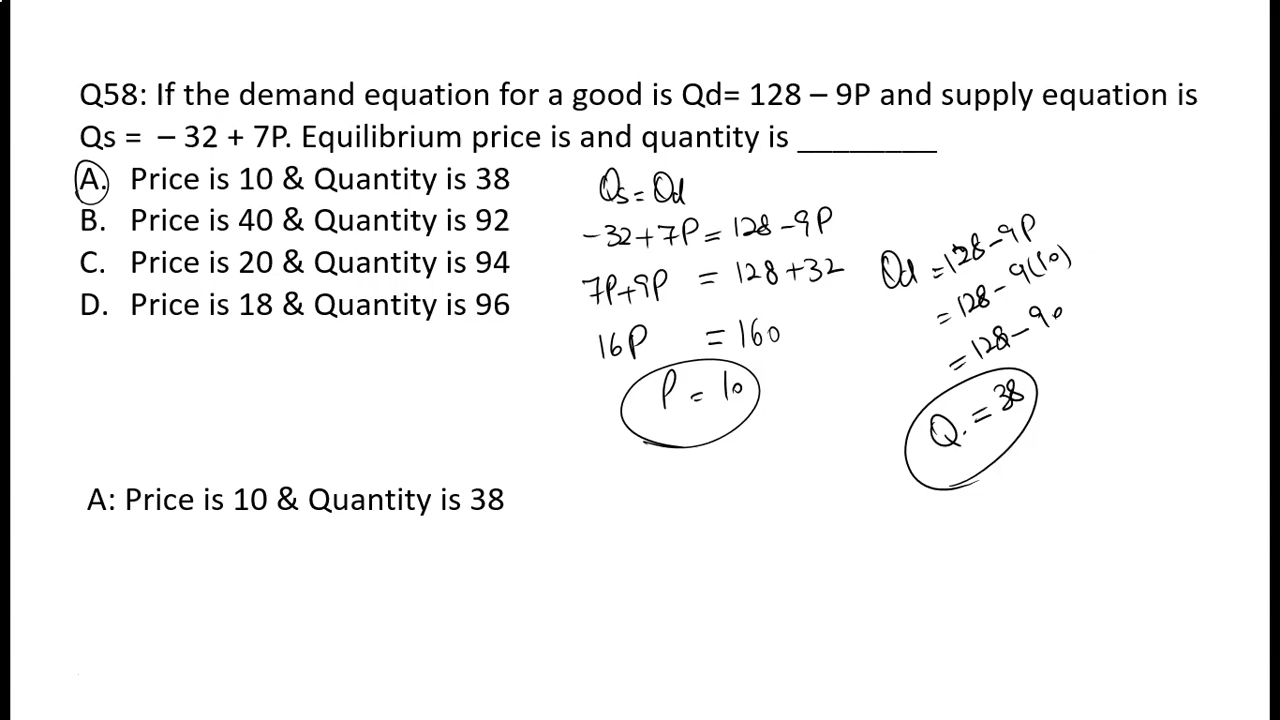 Q58: If the demand equation for a good is Qd= 128 – 9P and supply equation is
Qs =  – 32 + 7P. Equilibrium price is and quantity is ________
A. Price is 10 & Quantity is 38
B. Price is 40 & Quantity is 92
C. Price is 20 & Quantity is 94
D. Price is 18 & Quantity is 96
Qs = Qd
-32+7P = 128-9P
7P+9P = 128+32
16P = 160
P = 10
Qd = 128-9P
= 128-9(10)
= 128-90
Q. = 38
A: Price is 10 & Quantity is 38